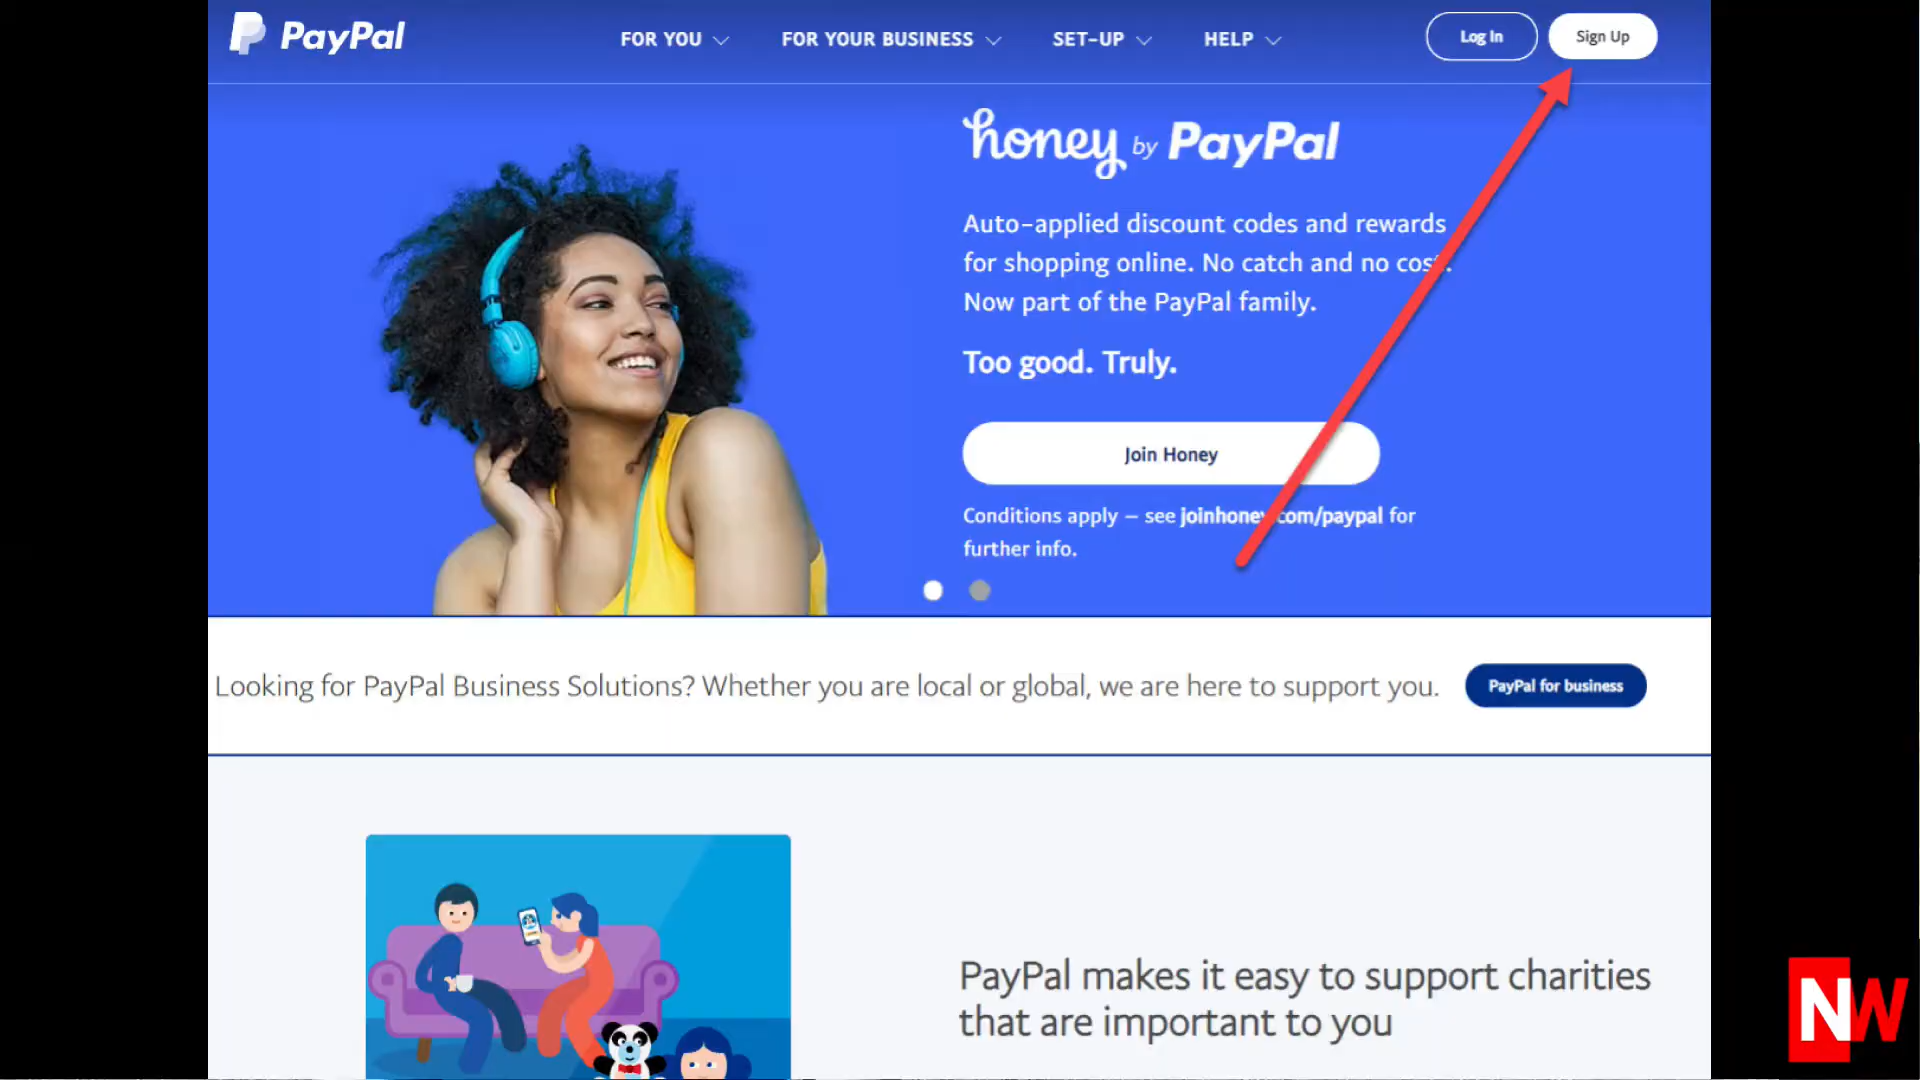 PayPal
FOR YOU
FOR YOUR BUSINESS
SET-UP
HELP
Log In
Sign Up
honey by PayPal
Auto-applied discount codes and rewards
for shopping online. No catch and no cost.
Now part of the PayPal family.
Too good. Truly.
Join Honey
Conditions apply – see joinhoney.com/paypal for
further info.
Looking for PayPal Business Solutions? Whether you are local or global, we are here to support you.
PayPal for business
PayPal makes it easy to support charities
that are important to you
NW